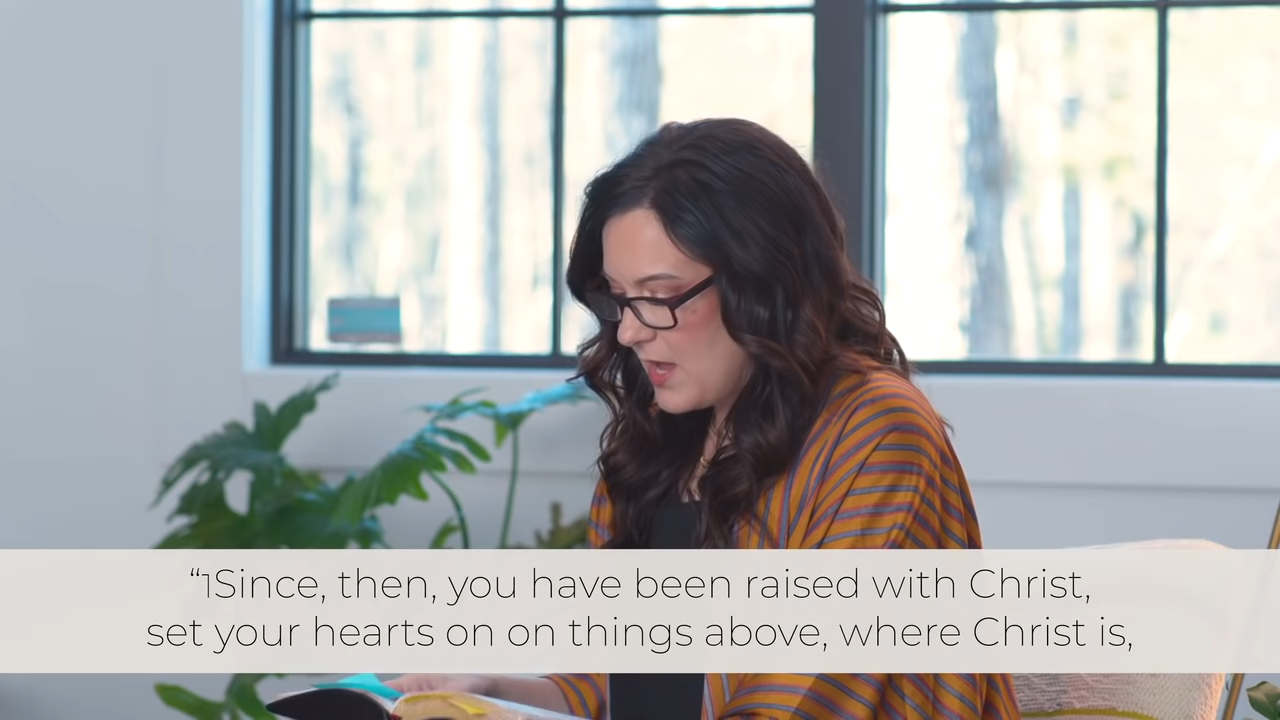 “1Since, then, you have been raised with Christ,
set your hearts on on things above, where Christ is,